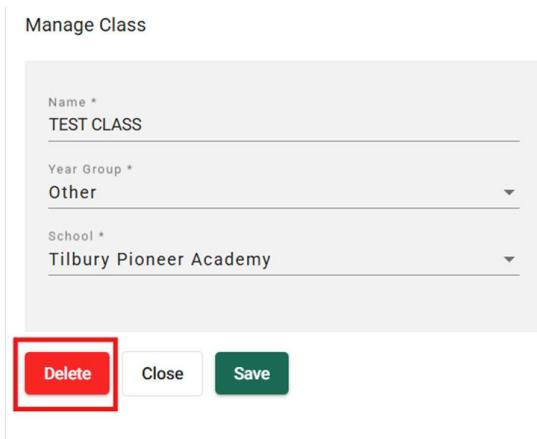 Manage Class
Name *
TEST CLASS
Year Group *
Other
School *
Tilbury Pioneer Academy
Delete Close Save